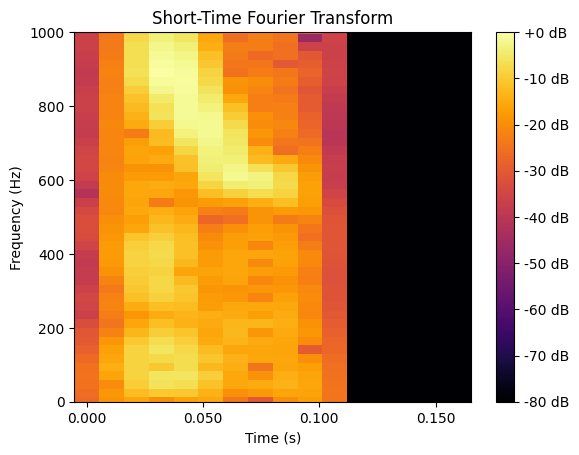 Short-Time Fourier Transform
1000
800
600
400
200
0
Frequency (Hz)
0.000
0.050
0.100
0.150
Time (s)
+0 dB
-10 dB
-20 dB
-30 dB
-40 dB
-50 dB
-60 dB
-70 dB
-80 dB